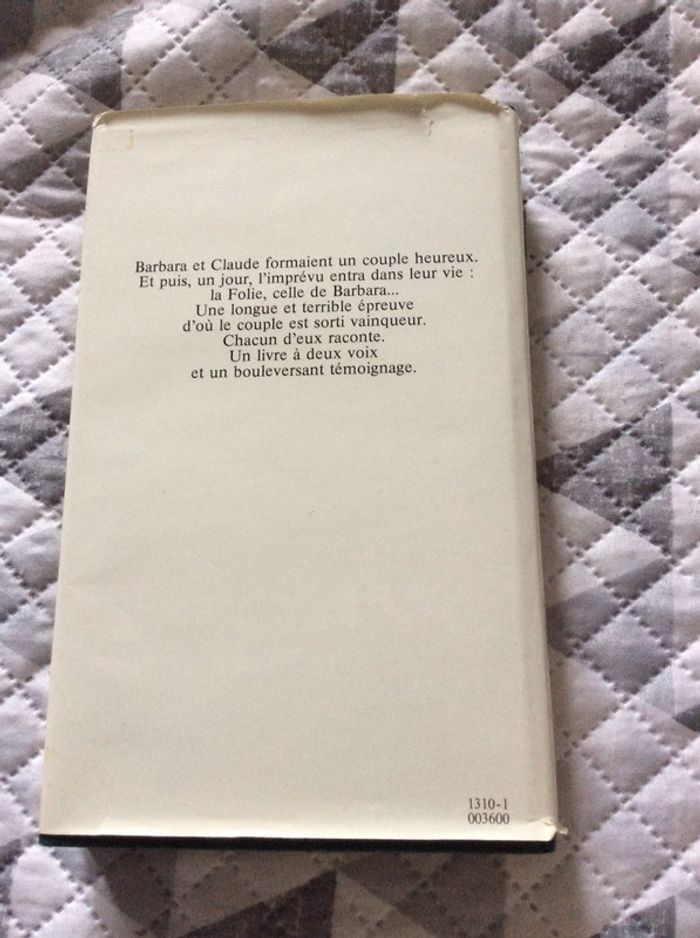 Barbara et Claude formaient un couple heureux.
Et puis, un jour, l'imprévu entra dans leur vie :
la Folie, celle de Barbara...
Une longue et terrible épreuve
d'où le couple est sorti vainqueur.
Chacun d'eux raconte.
Un livre à deux voix
et un bouleversant témoignage.
1310-1
003600